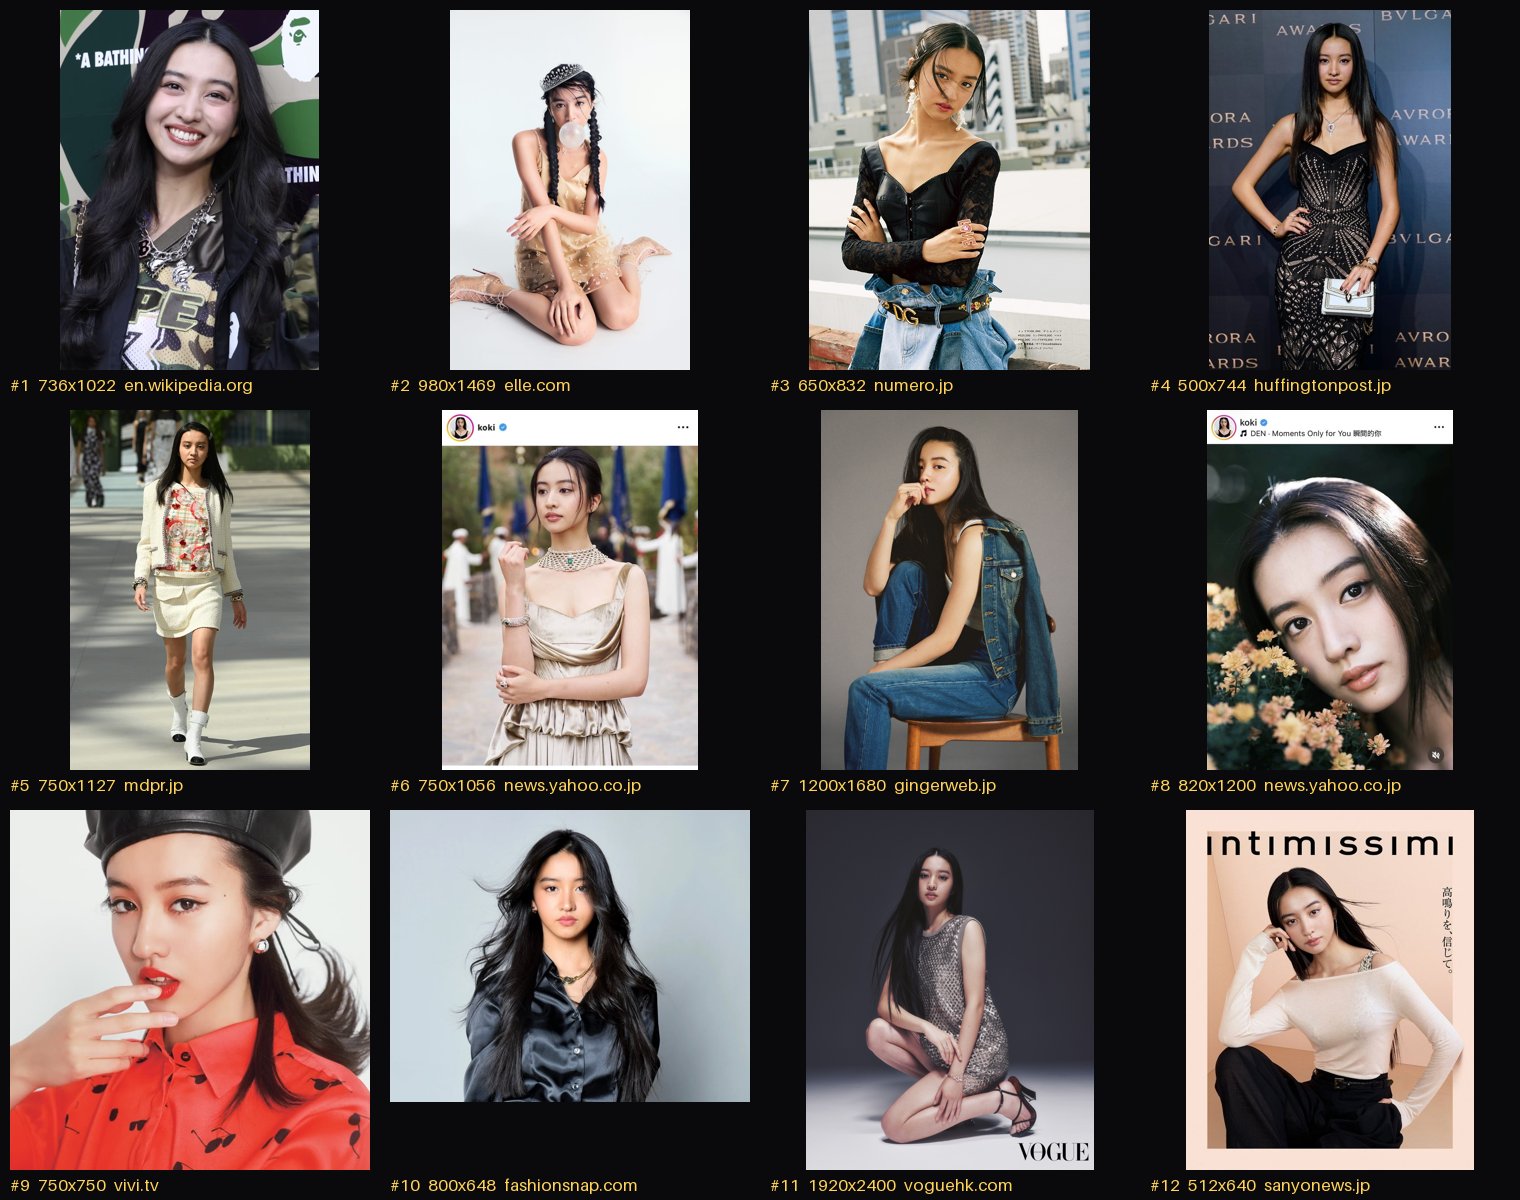 *A BATHIN
THIN
PE
#1 736x1022 en.wikipedia.org
#2 980x1469 elle.com
DG
#3 650x832 numero.jp
GARI
BVLGA
AWARDS
AVRO
ORA
RDS
AWAR
GARI
BVLGA
RORA
ARDS
AVROR
AWAR
#4 500x744 huffingtonpost.jp
#5 750x1127 mdpr.jp
koki
#6 750x1056 news.yahoo.co.jp
#7 1200x1680 gingerweb.jp
koki
DEN · Moments Only for You 瞬間的你
#8 820x1200 news.yahoo.co.jp
#9 750x750 vivi.tv
#10 800x648 fashionsnap.com
VOGUE
#11 1920x2400 voguehk.com
intimissimi
高鳴りを、信じて。
#12 512x640 sanyonews.jp